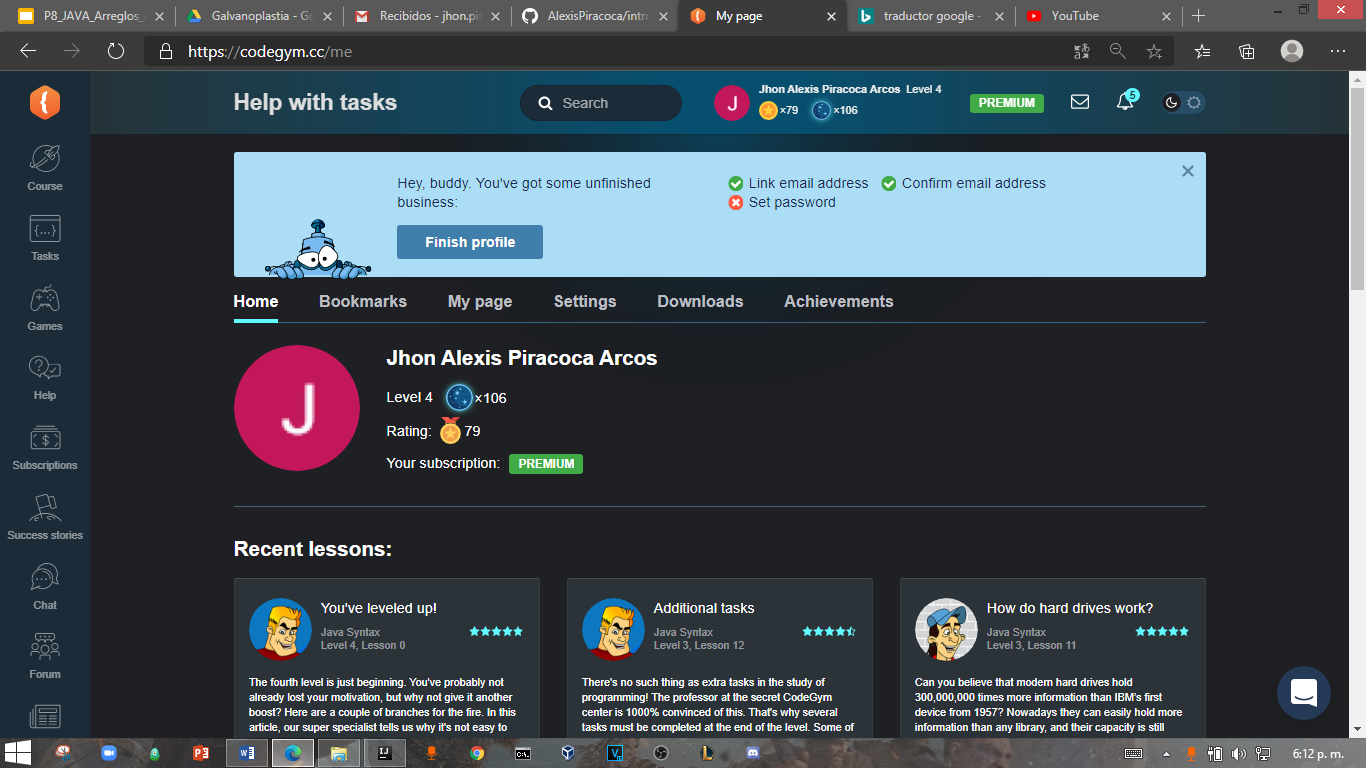 P8_JAVA_Arreglos_
Galvanoplastia - Go
Recibidos - jhon.pir
AlexisPiracoca/intro
My page
traductor google -
YouTube
https://codegym.cc/me
Help with tasks
Search
J
Jhon Alexis Piracoca Arcos Level 4
×79 ×106
PREMIUM
5
Course
Tasks
Games
Help
Subscriptions
Success stories
Chat
Forum
Hey, buddy. You've got some unfinished
business:
Finish profile
Link email address Confirm email address
Set password
Home Bookmarks My page Settings Downloads Achievements
J
Jhon Alexis Piracoca Arcos
Level 4 ×106
Rating: 79
Your subscription: PREMIUM
Recent lessons:
You've leveled up!
Java Syntax
Level 4, Lesson 0
The fourth level is just beginning. You've probably not
already lost your motivation, but why not give it another
boost? Here are a couple of branches for the fire. In this
article, our super specialist tells us why it's not easy to
Additional tasks
Java Syntax
Level 3, Lesson 12
There's no such thing as extra tasks in the study of
programming! The professor at the secret CodeGym
center is 1000% convinced of this. That's why several
tasks must be completed at the end of the level. Some of
How do hard drives work?
Java Syntax
Level 3, Lesson 11
Can you believe that modern hard drives hold
300,000,000 times more information than IBM's first
device from 1957? Nowadays they can easily hold more
information than any library, and their capacity is still
6:12 p. m.